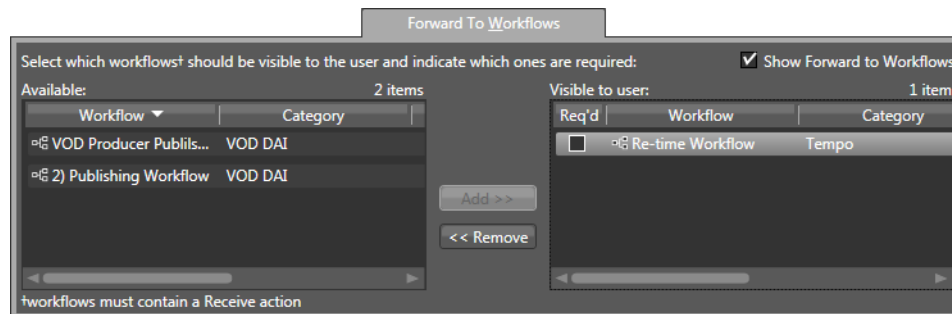 Forward To Workflows
Select which workflows† should be visible to the user and indicate which ones are required:
Show Forward to Workflows
Available:
2 items
Visible to user:
1 item
Workflow
Category
Req'd
Workflow
Category
VOD Producer Publils...
VOD DAI
Re-time Workflow
Tempo
2) Publishing Workflow
VOD DAI
Add >>
<< Remove
†workflows must contain a Receive action